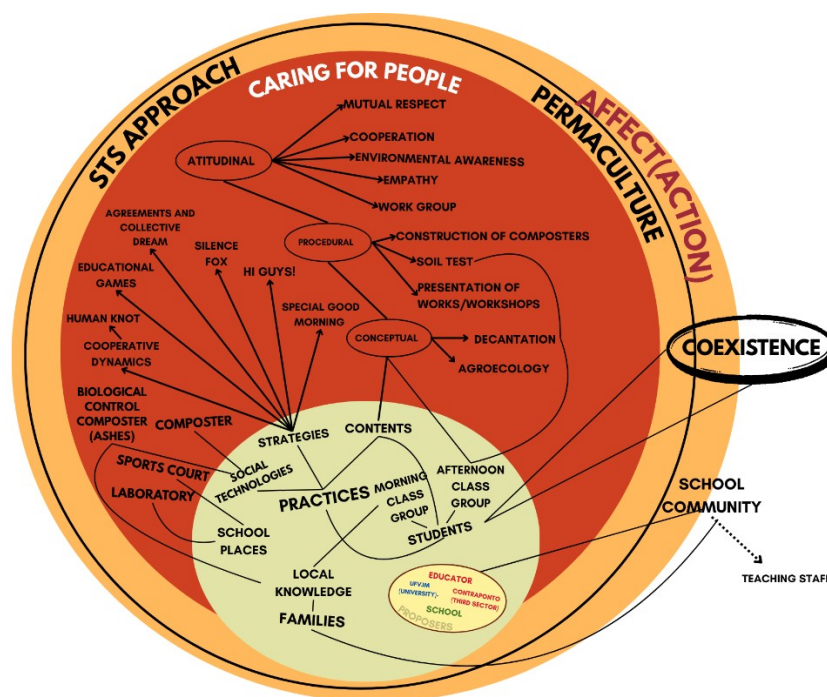 STS APPROACH
CARING FOR PEOPLE
PERMACULTURE
AFFECT(ACTION)
MUTUAL RESPECT
COOPERATION
ATITUDINAL
ENVIRONMENTAL AWARENESS
EMPATHY
WORK GROUP
AGREEMENTS AND
COLLECTIVE
DREAM
SILENCE
FOX
HI GUYS!
PROCEDURAL
CONSTRUCTION OF COMPOSTERS
SOIL TEST
PRESENTATION OF
WORKS/WORKSHOPS
EDUCATIONAL
GAMES
SPECIAL GOOD
MORNING
HUMAN KNOT
COOPERATIVE
DYNAMICS
CONCEPTUAL
DECANTATION
AGROECOLOGY
COEXISTENCE
BIOLOGICAL
CONTROL
COMPOSTER
(ASHES)
COMPOSTER
STRATEGIES
CONTENTS
SPORTS COURT
LABORATORY
SOCIAL
TECHNOLOGIES
PRACTICES
MORNING
CLASS
GROUP
AFTERNOON
CLASS
GROUP
STUDENTS
SCHOOL
PLACES
SCHOOL
COMMUNITY
TEACHING STAFF
LOCAL
KNOWLEDGE
FAMILIES
EDUCATOR
UFVJM
(UNIVERSITY)-
CONTRAPONTO
(THIRD SECTOR)
SCHOOL
PROPOSERS